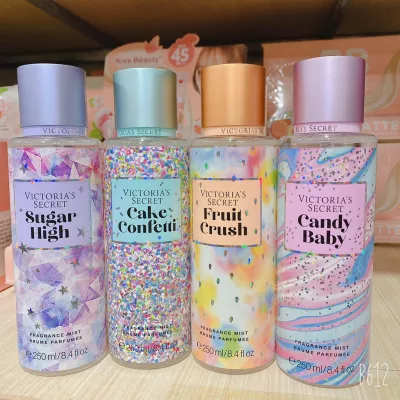 Kiss Beauty
4S
VICTORIA'S
SECRET
Sugar
High
FRAGRANCE MIST
BRUME PARFUMÉE
e 250 ml/8.4 fl oz
VICTORIA'S
SECRET
Cake
Confetti
FRAGRANCE MIST
BRUME PARFUMÉE
e 250 ml/8.4 fl oz
VICTORIA'S
SECRET
Fruit
Crush
FRAGRANCE MIST
BRUME PARFUMÉE
e 250 ml/8.4 fl oz
VICTORIA'S
SECRET
Candy
Baby
FRAGRANCE MIST
BRUME PARFUMÉE
e 250 ml/8.4 fl oz
B612